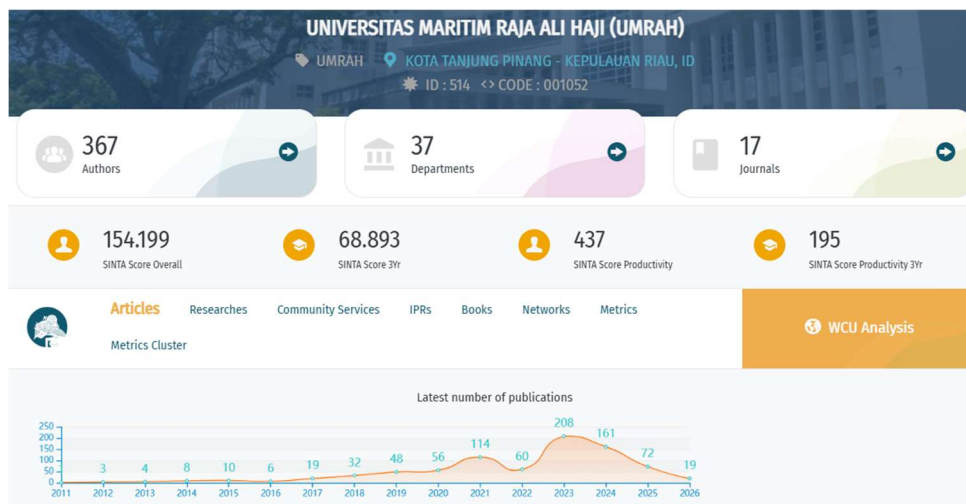 UNIVERSITAS MARITIM RAJA ALI HAJI (UMRAH)
UMRAH KOTA TANJUNG PINANG - KEPULAUAN RIAU, ID
ID : 514 <> CODE : 001052
367
Authors
37
Departments
17
Journals
154.199
SINTA Score Overall
68.893
SINTA Score 3Yr
437
SINTA Score Productivity
195
SINTA Score Productivity 3Yr
Articles Researches Community Services IPRs Books Networks Metrics
Metrics Cluster
WCU Analysis
Latest number of publications
250
200
150
100
50
0
3 4 8 10 6 19 32 48 56 114 60 208 161 72 19
2011 2012 2013 2014 2015 2016 2017 2018 2019 2020 2021 2022 2023 2024 2025 2026